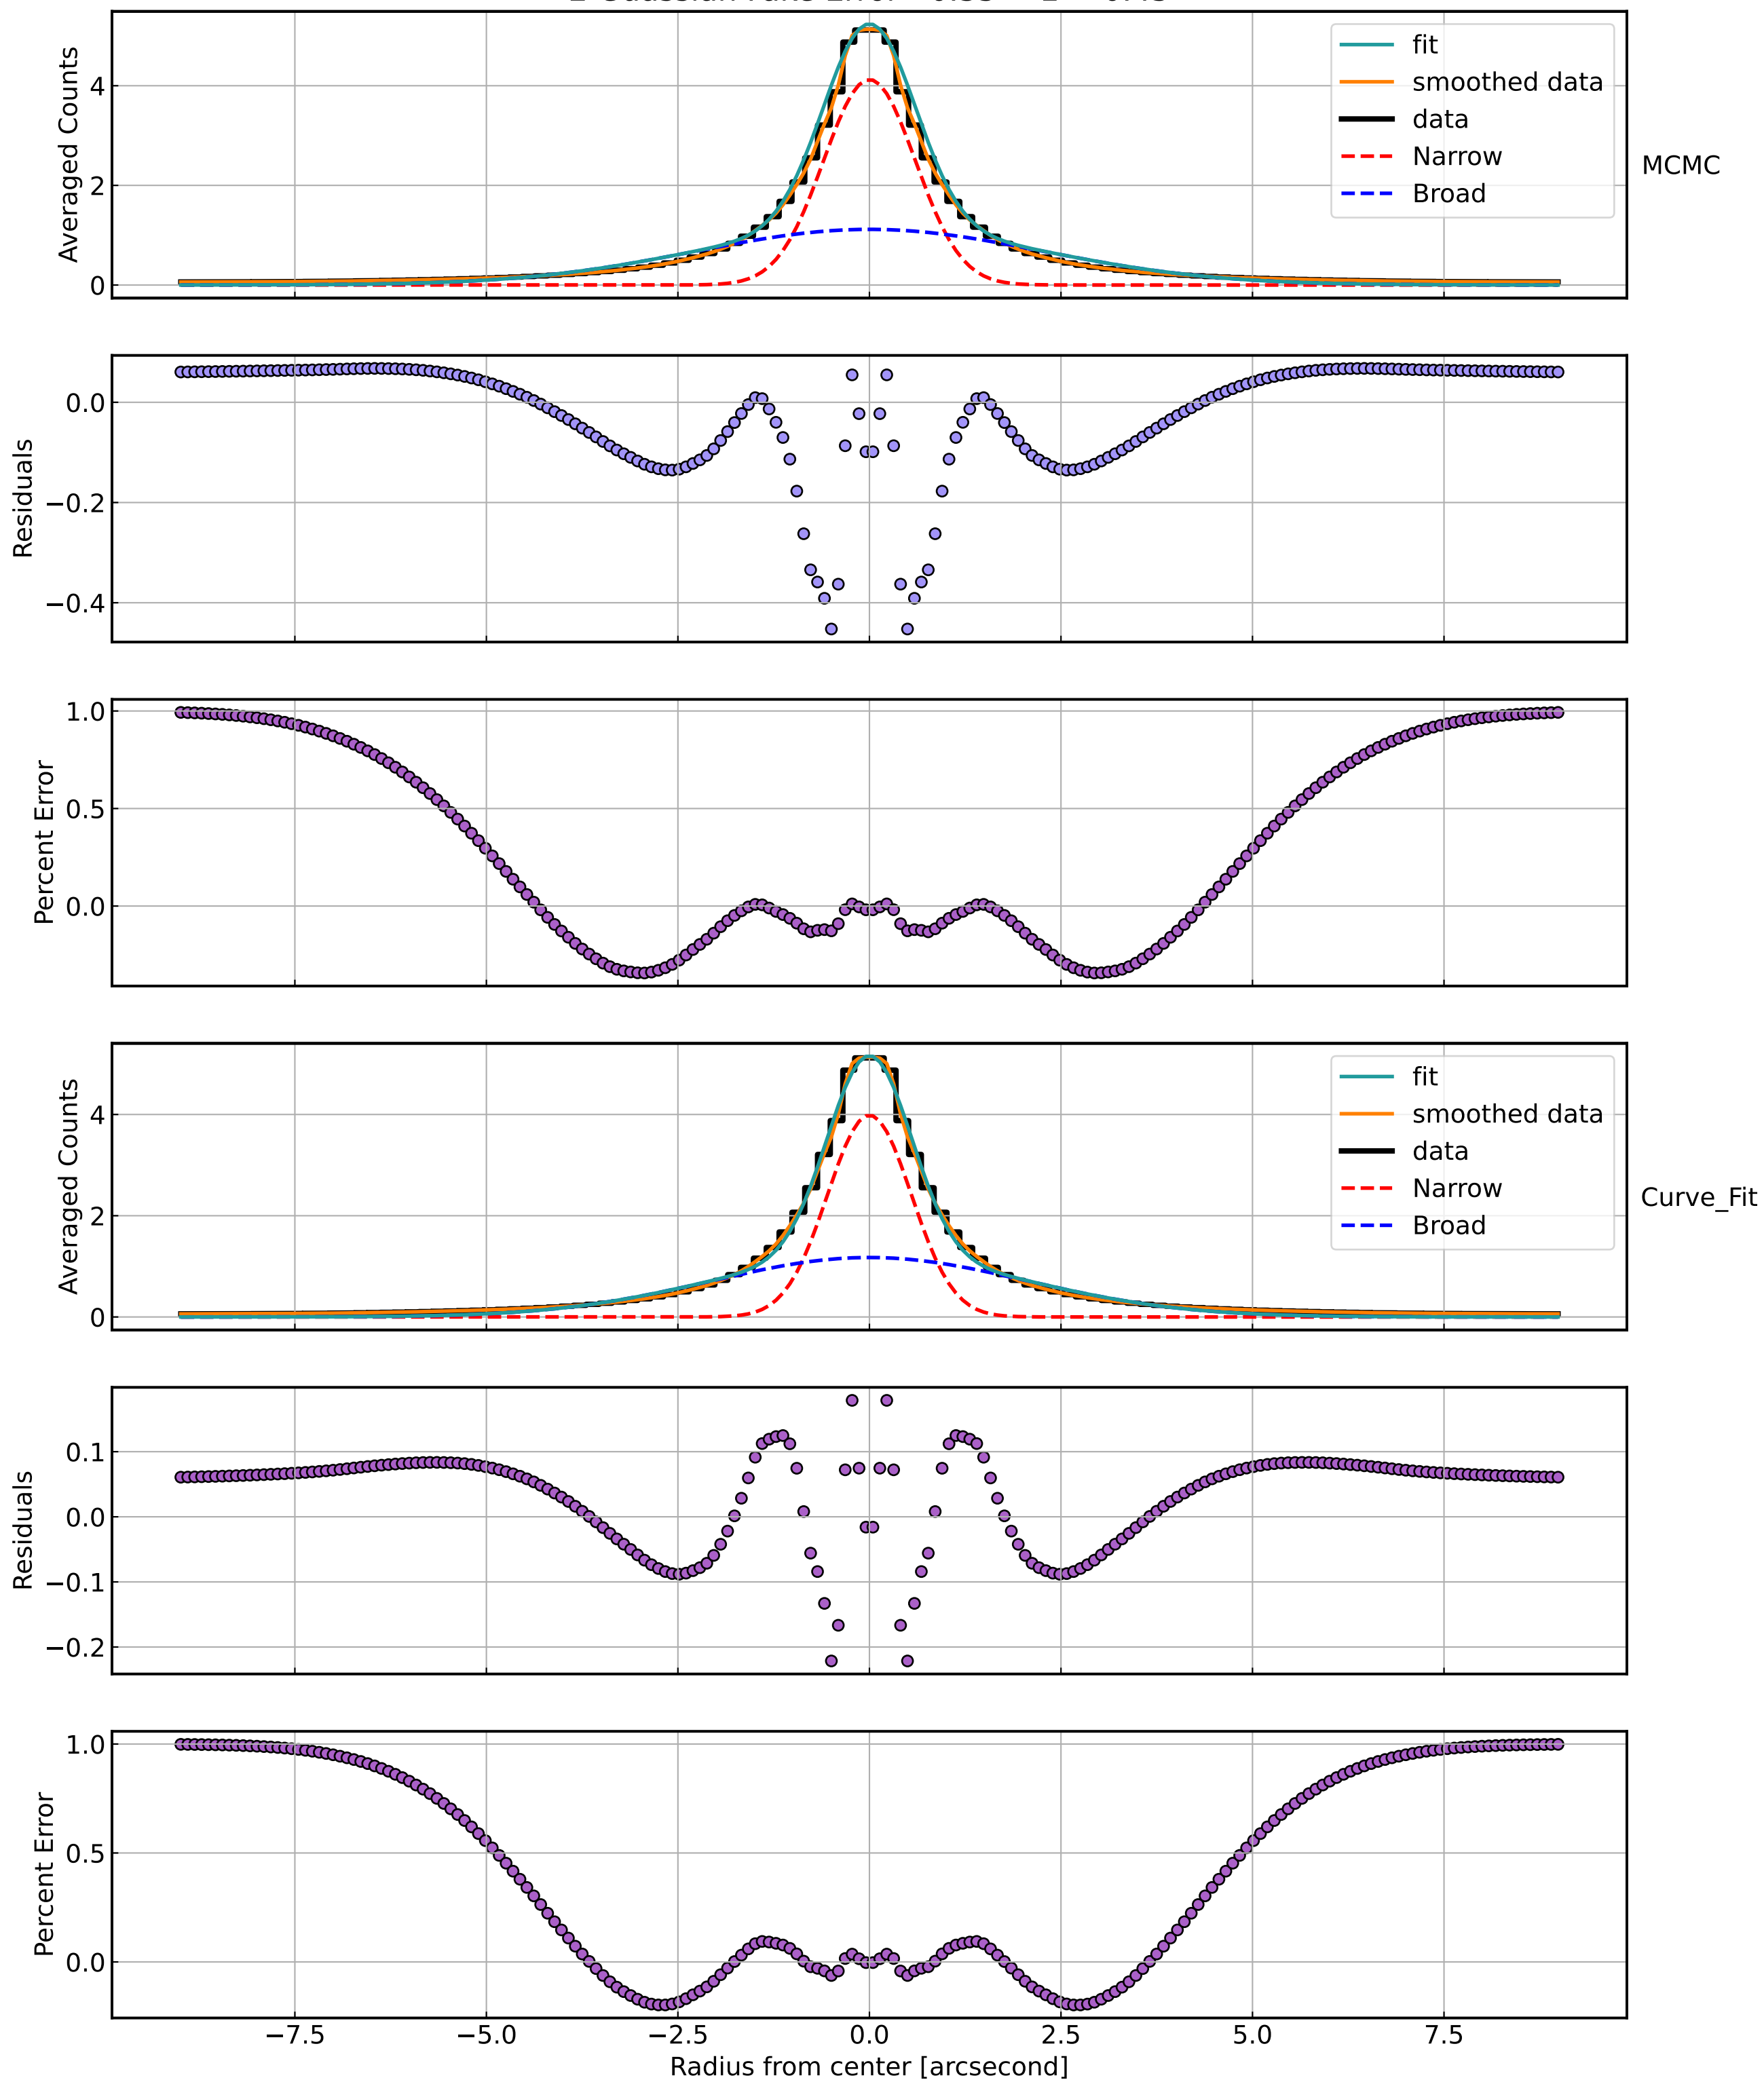 4
2
0
Averaged Counts
fit
smoothed data
data
Narrow
Broad
MCMC
0.0
−0.2
−0.4
Residuals
1.0
0.5
0.0
Percent Error
4
2
0
Averaged Counts
fit
smoothed data
data
Narrow
Broad
Curve_Fit
0.1
0.0
−0.1
−0.2
Residuals
1.0
0.5
0.0
Percent Error
−7.5 −5.0 −2.5 0.0 2.5 5.0 7.5
Radius from center [arcsecond]